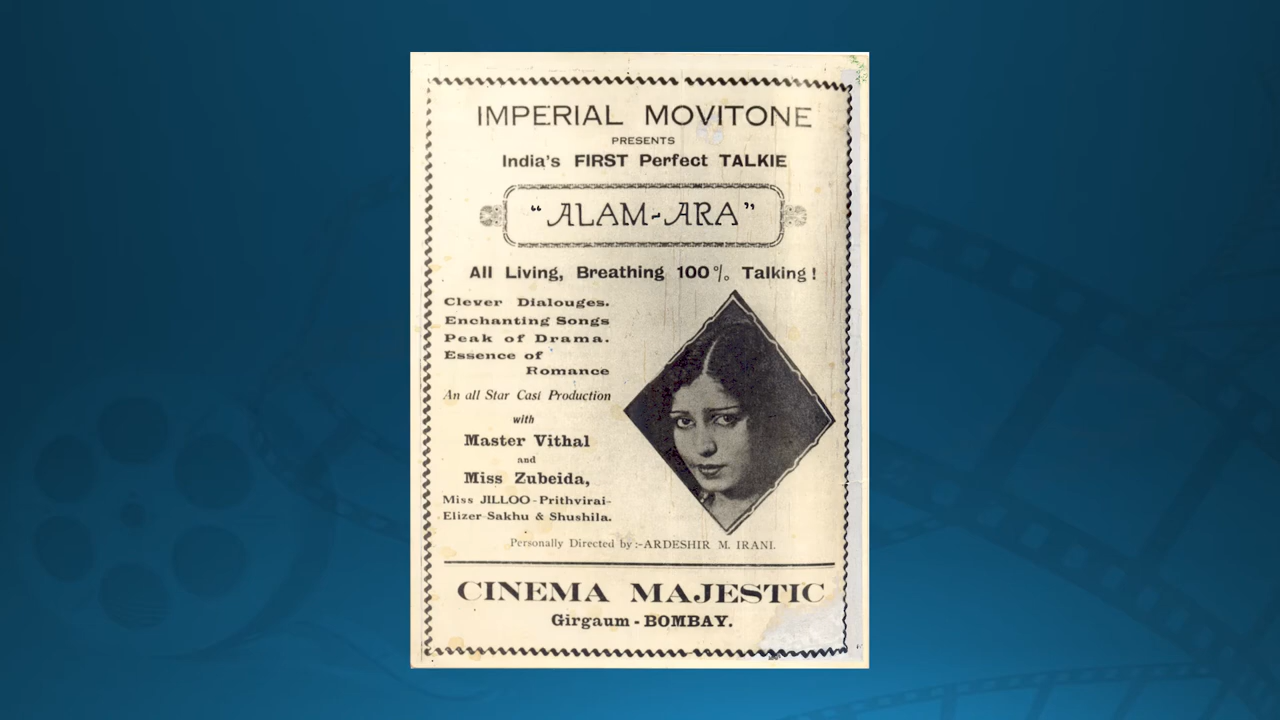 IMPERIAL MOVITONE
PRESENTS
India's FIRST Perfect TALKIE
"ALAM-ARA"
All Living, Breathing 100% Talking!
Clever Dialouges.
Enchanting Songs
Peak of Drama.
Essence of
Romance
An all Star Cast Production
with
Master Vithal
and
Miss Zubeida,
Miss JILLOO-Prithviraj-
Elizer-Sakhu & Shushila.
Personally Directed by:-ARDESHIR M. IRANI.
CINEMA MAJESTIC
Girgaum-BOMBAY.